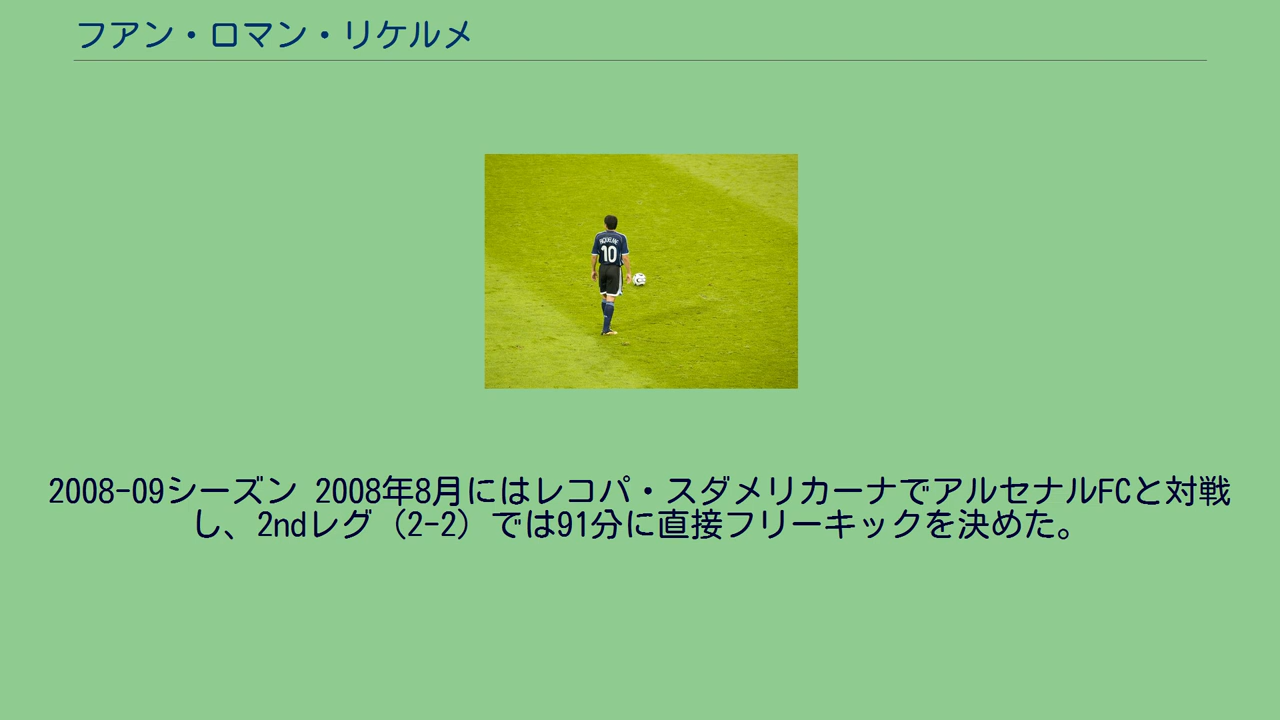 フアン・ロマン・リケルメ
RIQUELME
10
2008-09シーズン 2008年8月にはレコパ・スダメリカーナでアルセナルFCと対戦
し、2ndレグ（2-2）では91分に直接フリーキックを決めた。